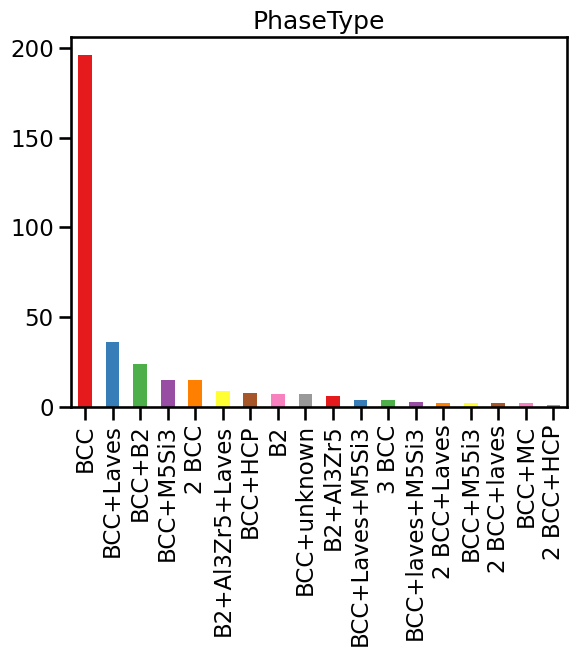 PhaseType
200
150
100
50
0
BCC
BCC+Laves
BCC+B2
BCC+M5Si3
2 BCC
B2+Al3Zr5+Laves
BCC+HCP
B2
BCC+unknown
B2+Al3Zr5
BCC+Laves+M5Si3
3 BCC
BCC+laves+M5Si3
2 BCC+Laves
BCC+M55i3
2 BCC+laves
BCC+MC
2 BCC+HCP